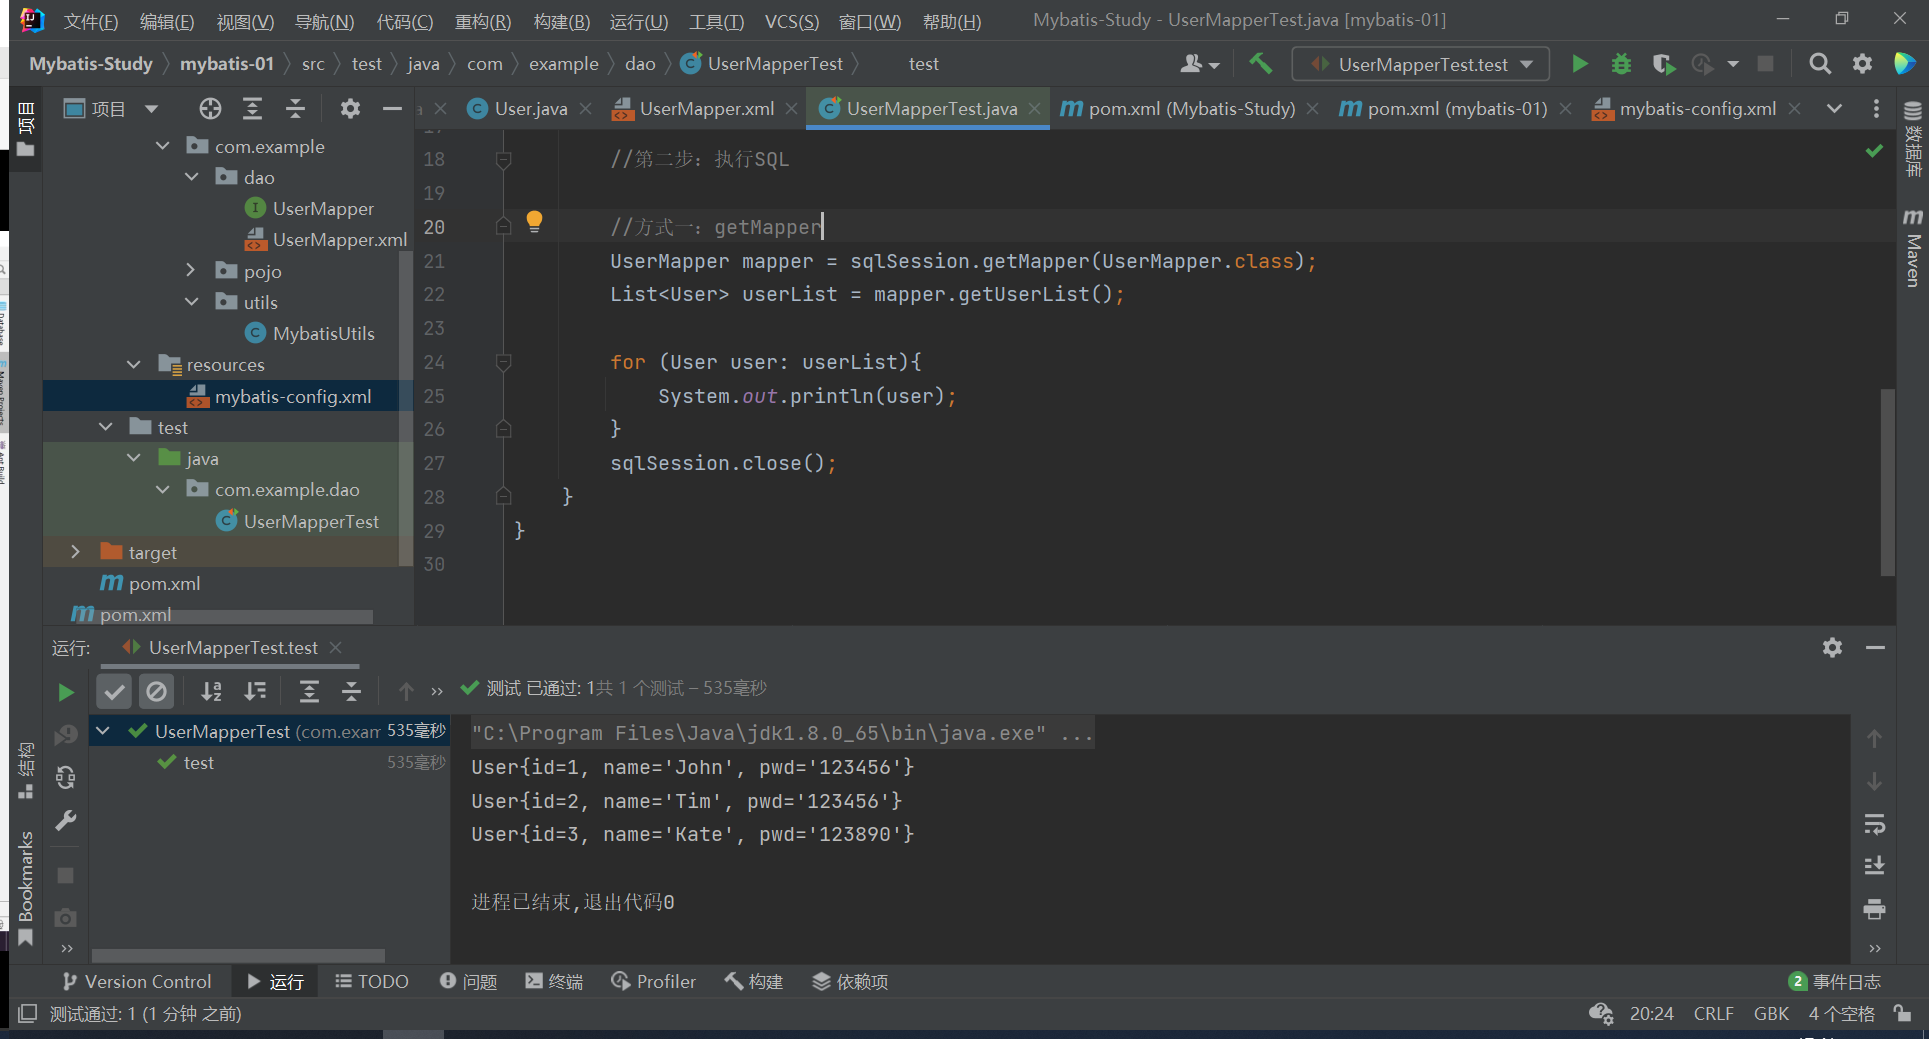 文件(F) 编辑(E) 视图(V) 导航(N) 代码(C) 重构(R) 构建(B) 运行(U) 工具(T) VCS(S) 窗口(W) 帮助(H) Mybatis-Study - UserMapperTest.java [mybatis-01]
Mybatis-Study mybatis-01 src test java com example dao UserMapperTest test UserMapperTest.test
项目
User.java UserMapper.xml UserMapperTest.java pom.xml (Mybatis-Study) pom.xml (mybatis-01) mybatis-config.xml
项目
com.example
dao
UserMapper
UserMapper.xml
pojo
utils
MybatisUtils
resources
mybatis-config.xml
test
java
com.example.dao
UserMapperTest
target
pom.xml
pom.xml
18 //第二步: 执行SQL
19
20 //方式一: getMapper
21 UserMapper mapper = sqlSession.getMapper(UserMapper.class);
22 List<User> userList = mapper.getUserList();
23
24 for (User user: userList){
25 System.out.println(user);
26 }
27 sqlSession.close();
28 }
29 }
30
数据库
Maven
运行: UserMapperTest.test
测试 已通过: 1共 1 个测试 – 535毫秒
UserMapperTest (com.exam 535毫秒
test 535毫秒
"C:\Program Files\Java\jdk1.8.0_65\bin\java.exe" ...
User{id=1, name='John', pwd='123456'}
User{id=2, name='Tim', pwd='123456'}
User{id=3, name='Kate', pwd='123890'}
进程已结束,退出代码0
结构
Bookmarks
Version Control 运行 TODO 问题 终端 Profiler 构建 依赖项 2 事件日志
测试通过: 1 (1 分钟 之前) 20:24 CRLF GBK 4 个空格